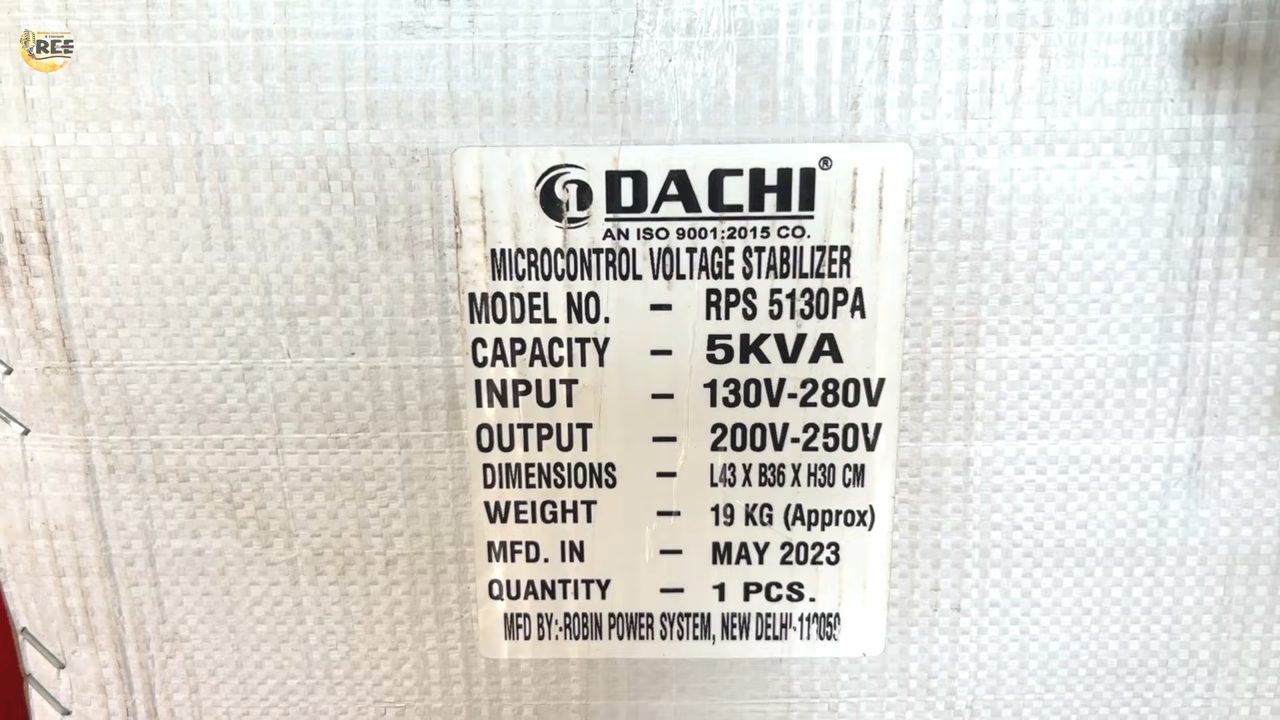 REE
DACHI®
AN ISO 9001:2015 CO.
MICROCONTROL VOLTAGE STABILIZER
MODEL NO. – RPS 5130PA
CAPACITY – 5KVA
INPUT – 130V-280V
OUTPUT – 200V-250V
DIMENSIONS – L43 X B36 X H30 CM
WEIGHT – 19 KG (Approx)
MFD. IN – MAY 2023
QUANTITY – 1 PCS.
MFD BY:-ROBIN POWER SYSTEM, NEW DELHI-110059